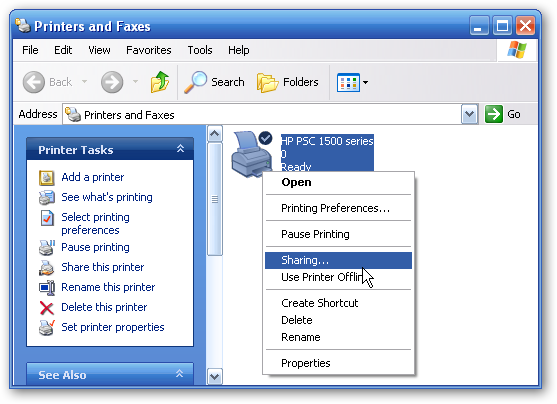 Printers and Faxes
File Edit View Favorites Tools Help
Back Search Folders
Address Printers and Faxes Go
Printer Tasks
Add a printer
See what's printing
Select printing
preferences
Pause printing
Share this printer
Rename this printer
Delete this printer
Set printer properties
See Also
HP PSC 1500 series
0
Ready
Open
Printing Preferences...
Pause Printing
Sharing...
Use Printer Offlin
Create Shortcut
Delete
Rename
Properties